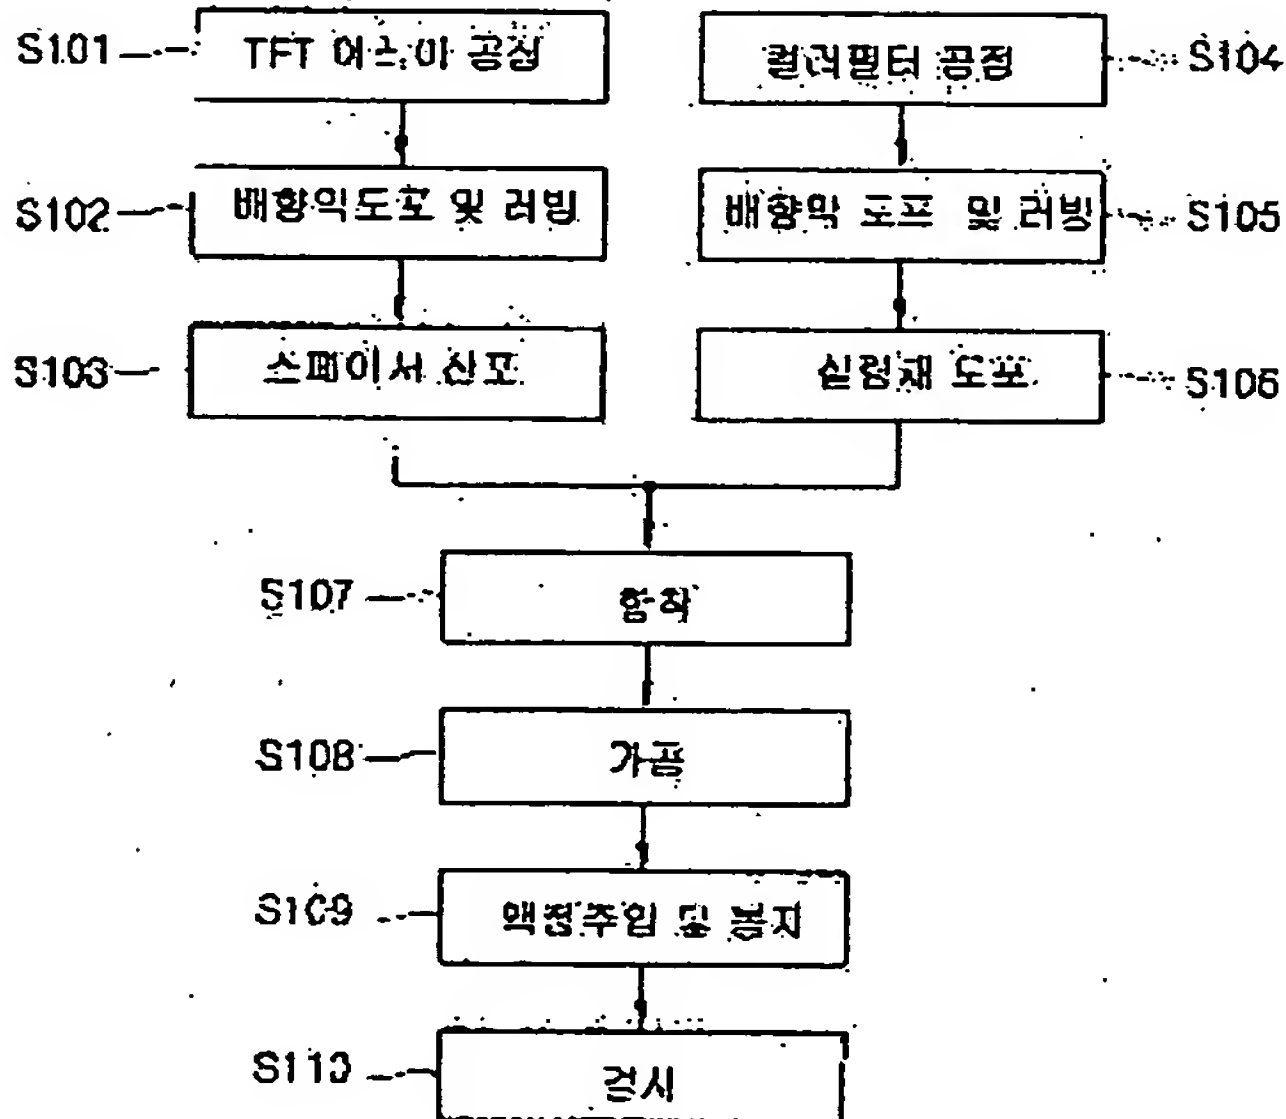 S101 TFT 어레이 공정
S104 컬러필터 공정
S102 배향막도포 및 러빙
S105 배향막 도포 및 러빙
S103 스페이서 산포
S106 실링재 도포
S107 합착
S108 가공
S109 액정주입 및 봉지
S110 검사